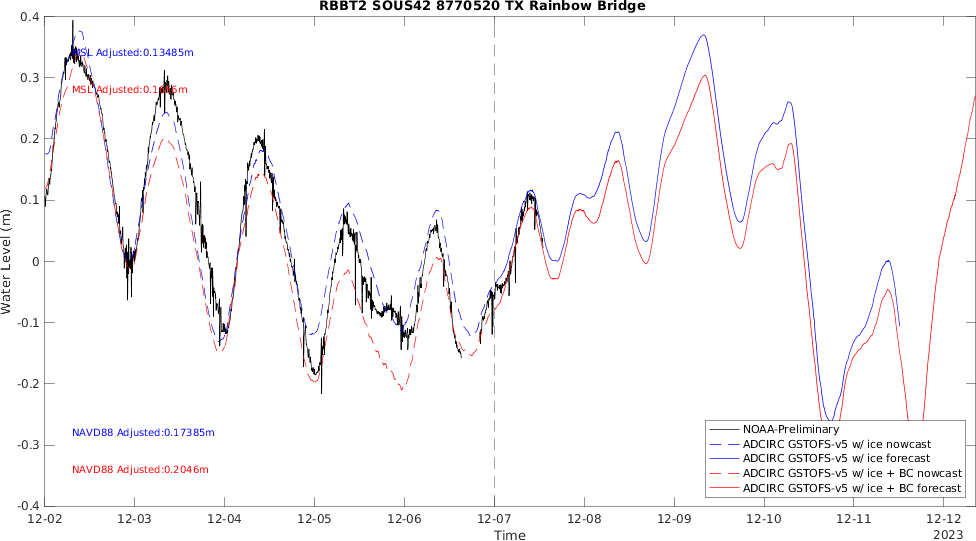 RBBT2 SOUS42 8770520 TX Rainbow Bridge
0.4
0.3
0.2
0.1
0
-0.1
-0.2
-0.3
-0.4
Water Level (m)
MSL Adjusted:0.13485m
MSL Adjusted:
NAVD88 Adjusted:0.17385m
NAVD88 Adjusted:0.2046m
NOAA-Preliminary
ADCIRC GSTOFS-v5 w/ ice nowcast
ADCIRC GSTOFS-v5 w/ ice forecast
ADCIRC GSTOFS-v5 w/ ice + BC nowcast
ADCIRC GSTOFS-v5 w/ ice + BC forecast
12-02 12-03 12-04 12-05 12-06 12-07 12-08 12-09 12-10 12-11 12-12
Time
2023